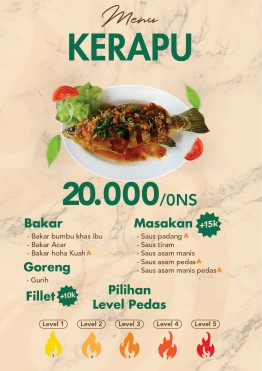 Menu
KERAPU
20.000/ONS
Bakar
- Bakar bumbu khas ibu
- Bakar Acar
- Bakar hoha Kuah
Goreng
- Gurih
Fillet +10k
Masakan +15k
- Saus padang
- Saus tiram
- Saus asam manis
- Saus asam pedas
- Saus asam manis pedas
Pilihan
Level Pedas
Level 1 Level 2 Level 3 Level 4 Level 5